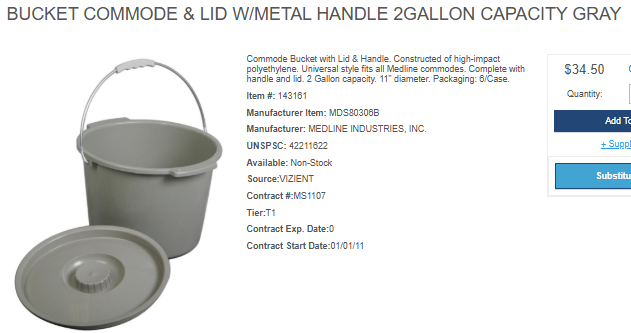 BUCKET COMMODE & LID W/METAL HANDLE 2GALLON CAPACITY GRAY
Commode Bucket with Lid & Handle. Constructed of high-impact
polyethylene. Universal style fits all Medline commodes. Complete with
handle and lid. 2 Gallon capacity. 11" diameter. Packaging: 6/Case.
Item #: 143161
Manufacturer Item: MDS80306B
Manufacturer: MEDLINE INDUSTRIES, INC.
UNSPSC: 42211622
Available: Non-Stock
Source:VIZIENT
Contract #:MS1107
Tier:T1
Contract Exp. Date:0
Contract Start Date:01/01/11
$34.50
Quantity:
Add To
+ Suppl
Substitu